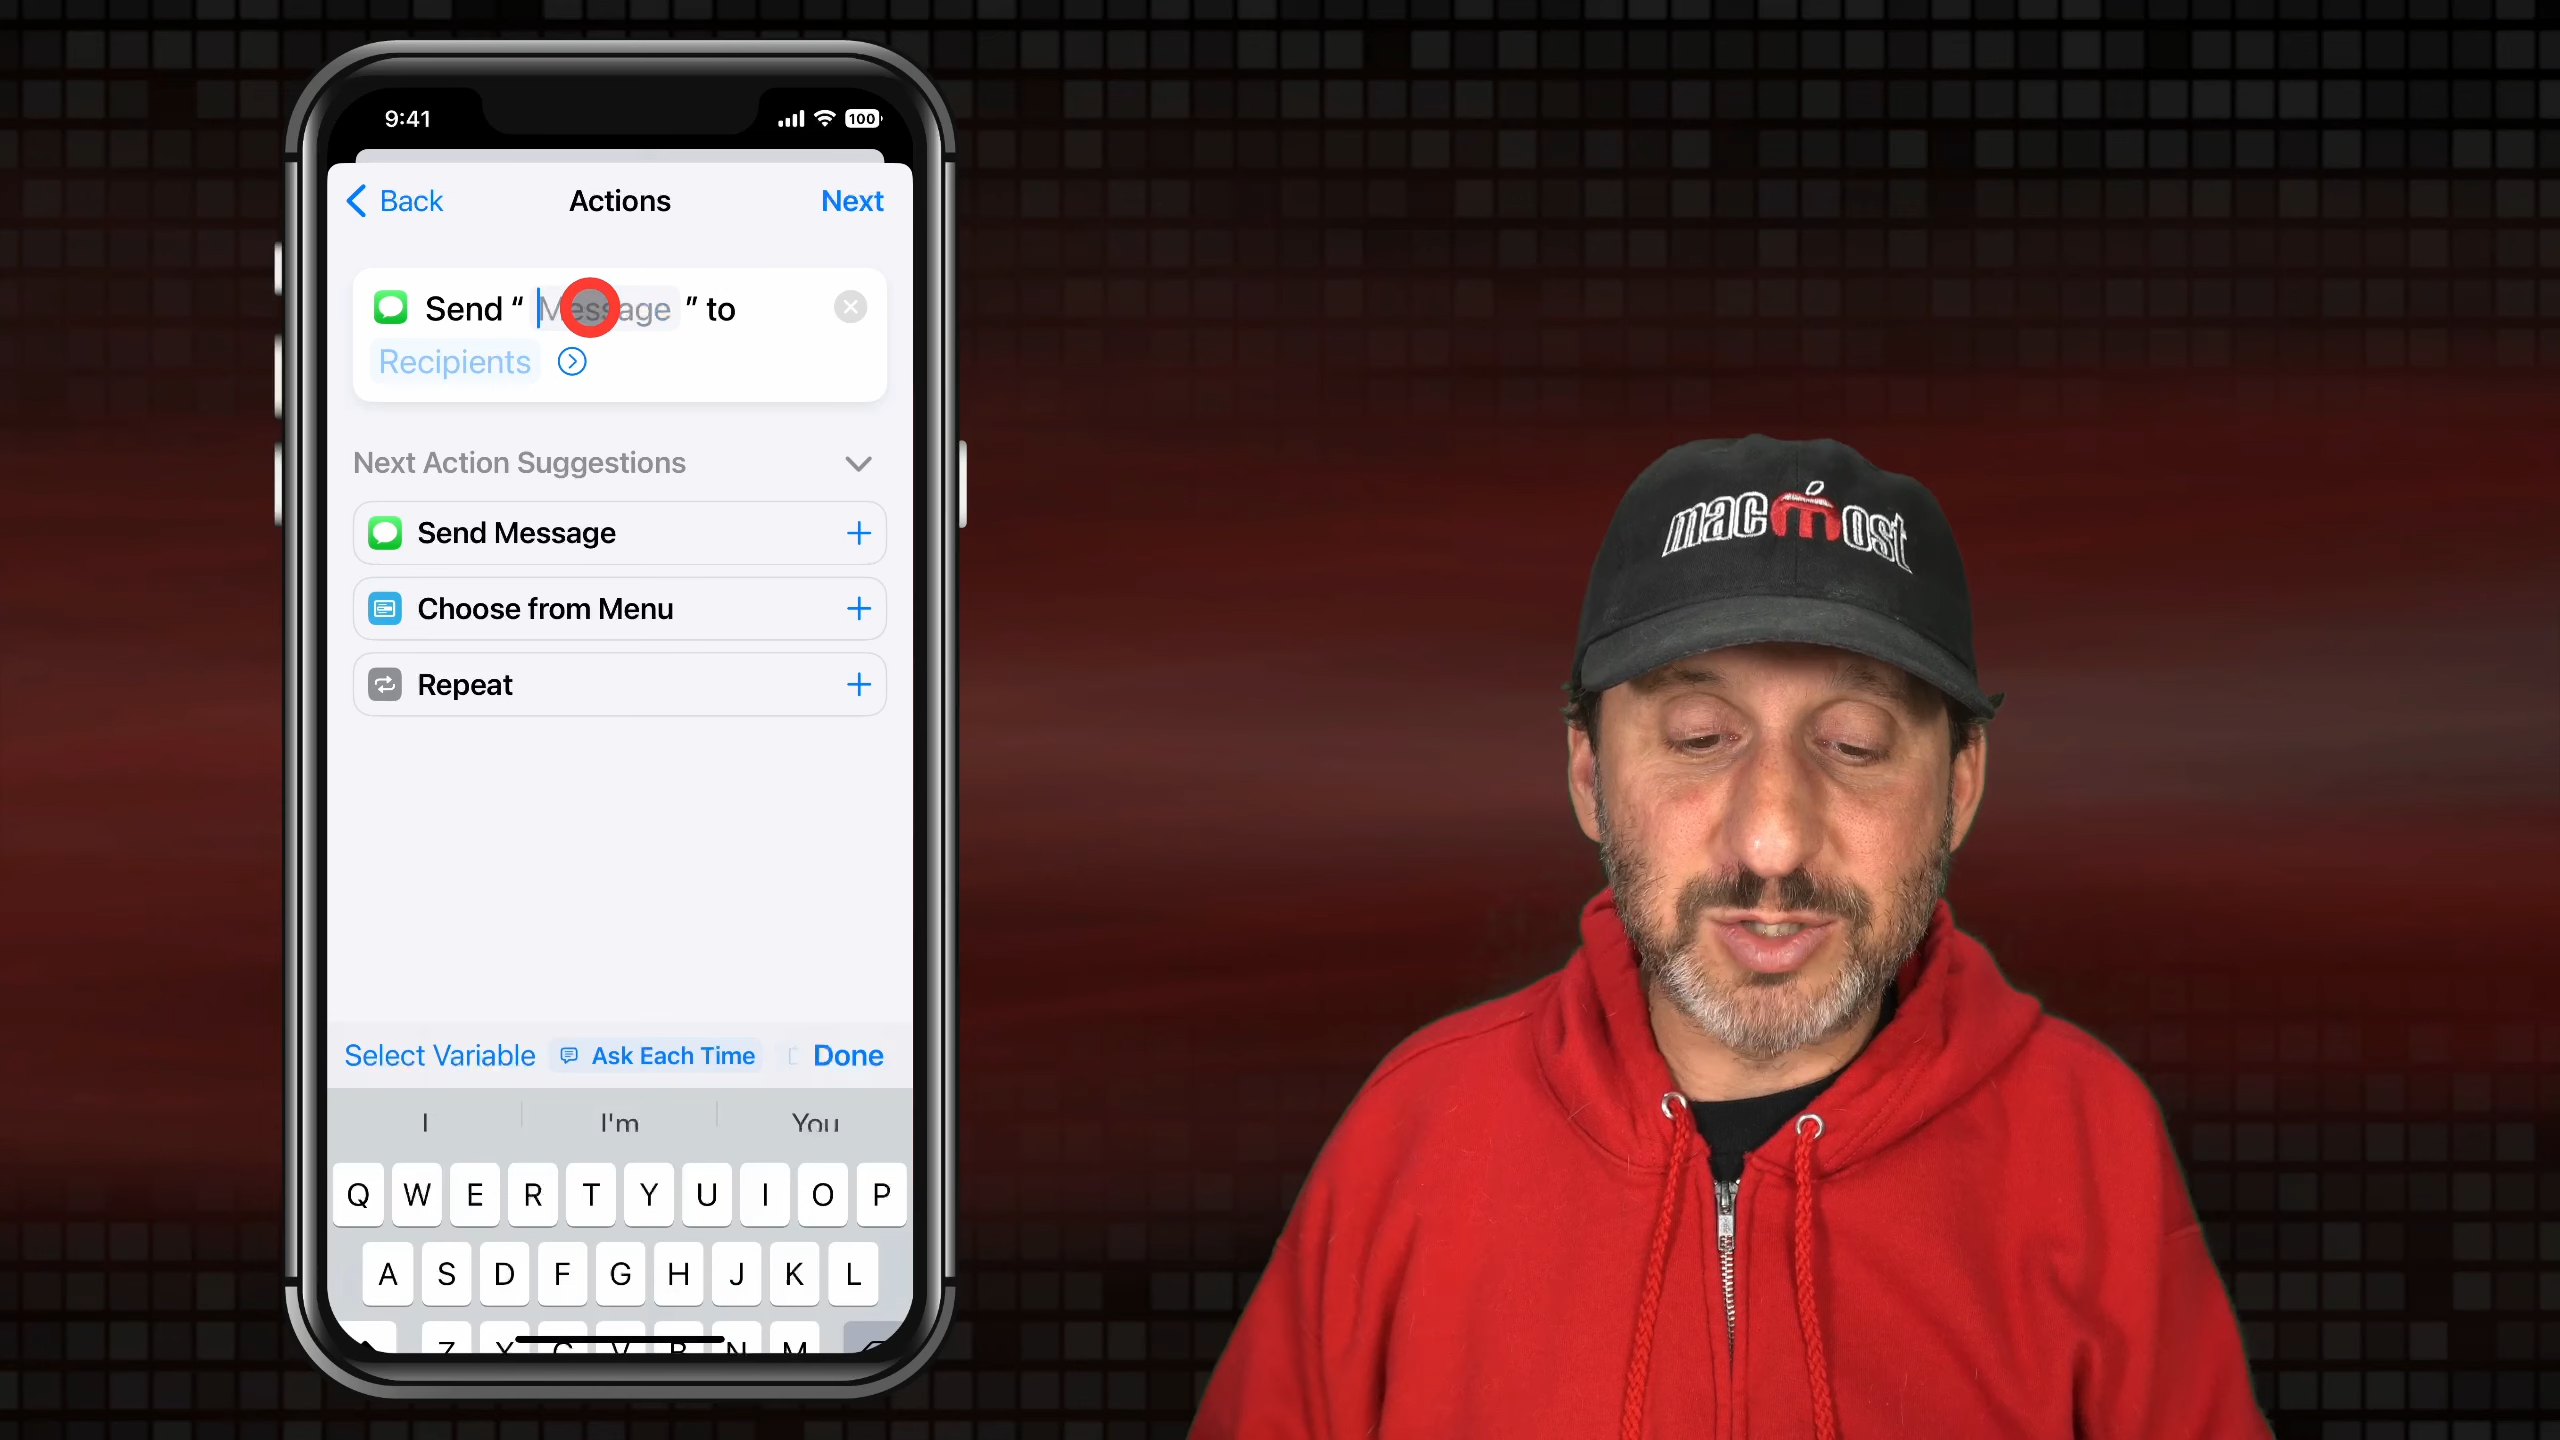 9:41
100
Back
Actions
Next
Send “ Message ” to
Recipients
Next Action Suggestions
Send Message
Choose from Menu
Repeat
Select Variable
Ask Each Time
Done
I
I'm
You
Q W E R T Y U I O P
A S D F G H J K L
Z X C V B N M
macmost